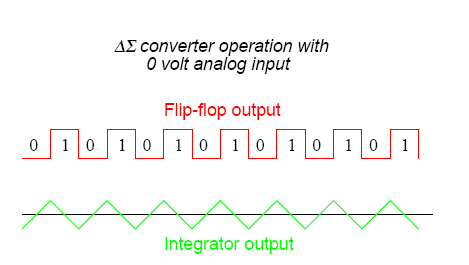 ΔΣ converter operation with
0 volt analog input
Flip-flop output
0 1 0 1 0 1 0 1 0 1 0 1 0 1
Integrator output